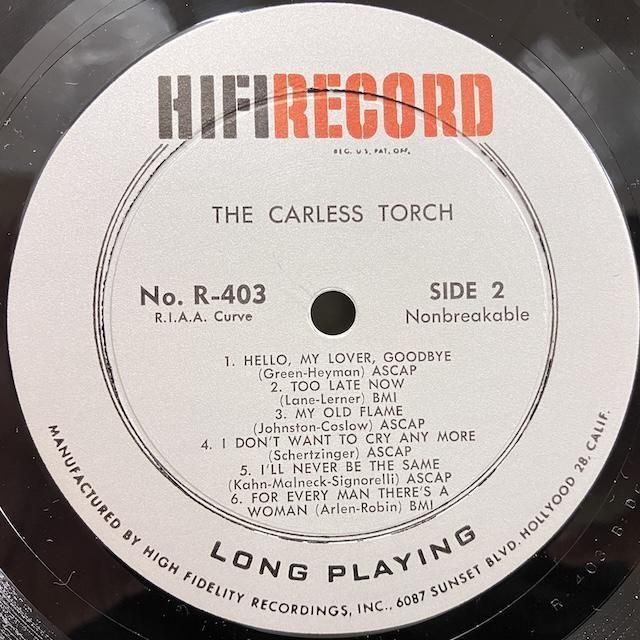 HIFIRECORD
REG. U.S. PAT. OFF.
THE CARLESS TORCH
No. R-403
R.I.A.A. Curve
SIDE 2
Nonbreakable
1. HELLO, MY LOVER, GOODBYE
(Green-Heyman) ASCAP
2. TOO LATE NOW
(Lane-Lerner) BMI
3. MY OLD FLAME
(Johnston-Coslow) ASCAP
4. I DON'T WANT TO CRY ANY MORE
(Schertzinger) ASCAP
5. I'LL NEVER BE THE SAME
(Kahn-Malneck-Signorelli) ASCAP
6. FOR EVERY MAN THERE'S A
WOMAN (Arlen-Robin) BMI
LONG PLAYING
MANUFACTURED BY HIGH FIDELITY RECORDINGS, INC., 6087 SUNSET BLVD. HOLLYOOD 28, CALIF.